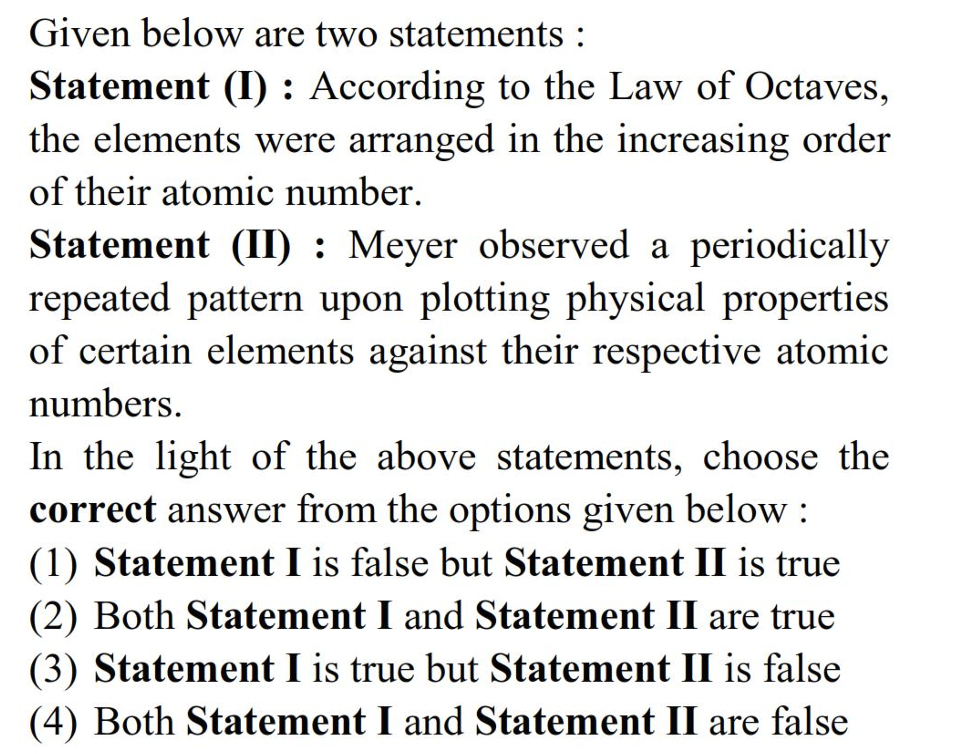 Given below are two statements :
Statement (I) : According to the Law of Octaves,
the elements were arranged in the increasing order
of their atomic number.
Statement (II) : Meyer observed a periodically
repeated pattern upon plotting physical properties
of certain elements against their respective atomic
numbers.
In the light of the above statements, choose the
correct answer from the options given below :
(1) Statement I is false but Statement II is true
(2) Both Statement I and Statement II are true
(3) Statement I is true but Statement II is false
(4) Both Statement I and Statement II are false